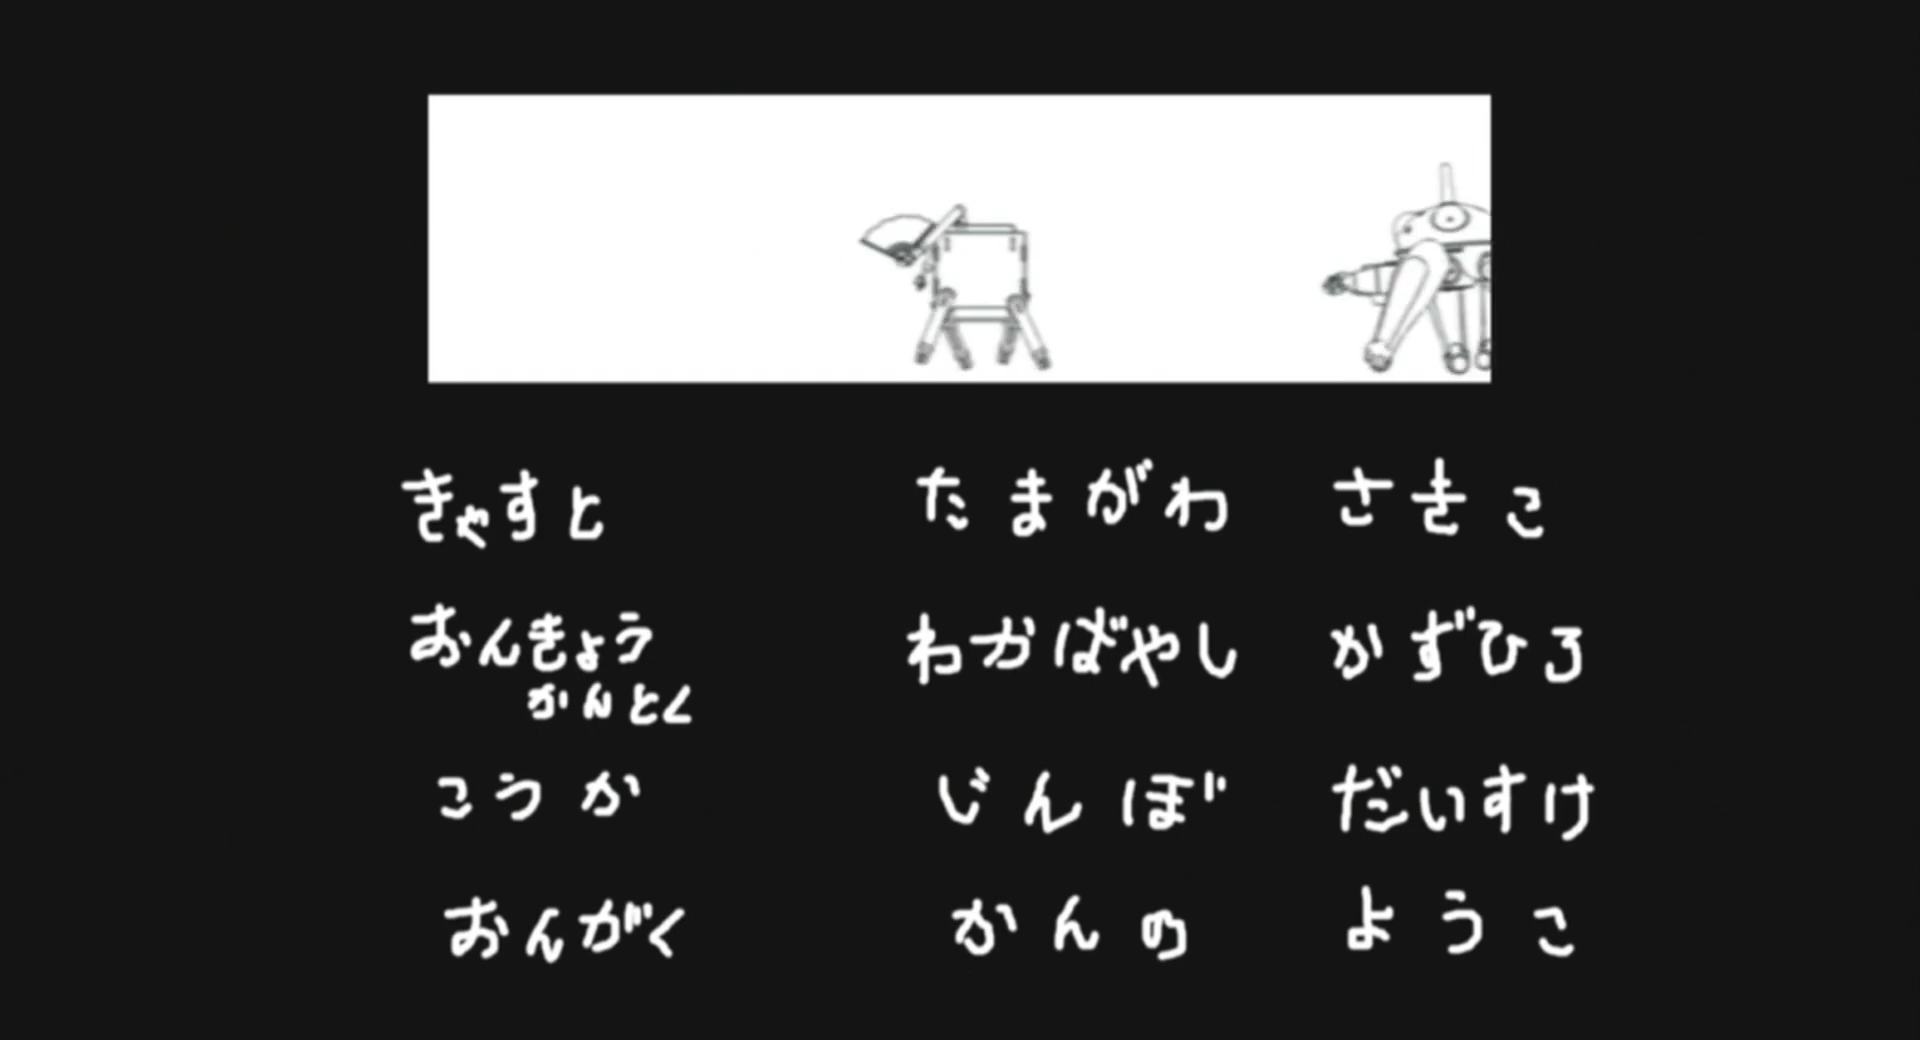 きゃすと たまがわ さきこ
おんきょう
かんとく わかばやし かずひろ
こうか じんぼ だいすけ
おんがく かんの ようこ